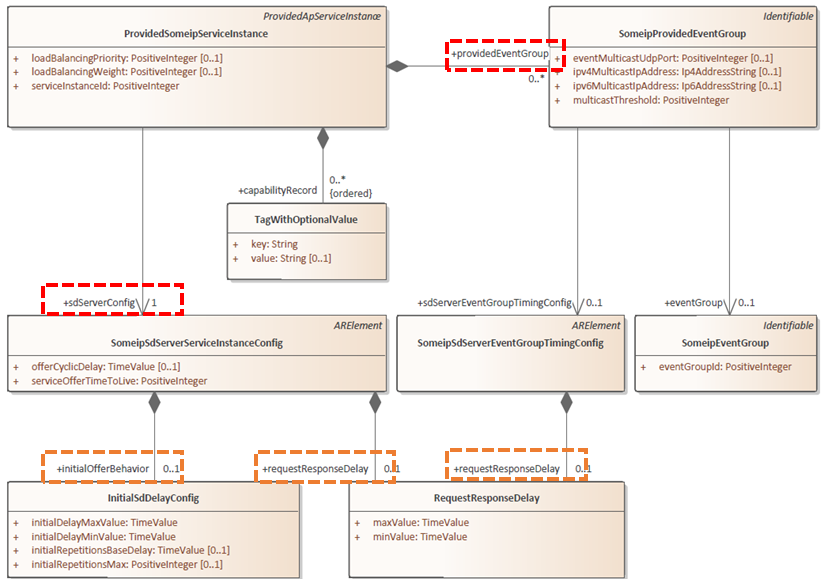 ProvidedApServiceInstance
ProvidedSomeipServiceInstance
+ loadBalancingPriority: PositiveInteger [0..1]
+ loadBalancingWeight: PositiveInteger [0..1]
+ serviceInstanceId: PositiveInteger
+providedEventGroup
0..*
Identifiable
SomeipProvidedEventGroup
+ eventMulticastUdpPort: PositiveInteger [0..1]
+ ipv4MulticastIpAddress: Ip4AddressString [0..1]
+ ipv6MulticastIpAddress: Ip6AddressString [0..1]
+ multicastThreshold: PositiveInteger
+capabilityRecord
0..*
{ordered}
TagWithOptionalValue
+ key: String
+ value: String [0..1]
+sdServerConfig
1
+sdServerEventGroupTimingConfig
0..1
+eventGroup
0..1
ARElement
SomeipSdServerServiceInstanceConfig
+ offerCyclicDelay: TimeValue [0..1]
+ serviceOfferTimeToLive: PositiveInteger
ARElement
SomeipSdServerEventGroupTimingConfig
Identifiable
SomeipEventGroup
+ eventGroupId: PositiveInteger
+initialOfferBehavior
0..1
+requestResponseDelay
0..1
+requestResponseDelay
0..1
InitialSdDelayConfig
+ initialDelayMaxValue: TimeValue
+ initialDelayMinValue: TimeValue
+ initialRepetitionsBaseDelay: TimeValue [0..1]
+ initialRepetitionsMax: PositiveInteger [0..1]
RequestResponseDelay
+ maxValue: TimeValue
+ minValue: TimeValue